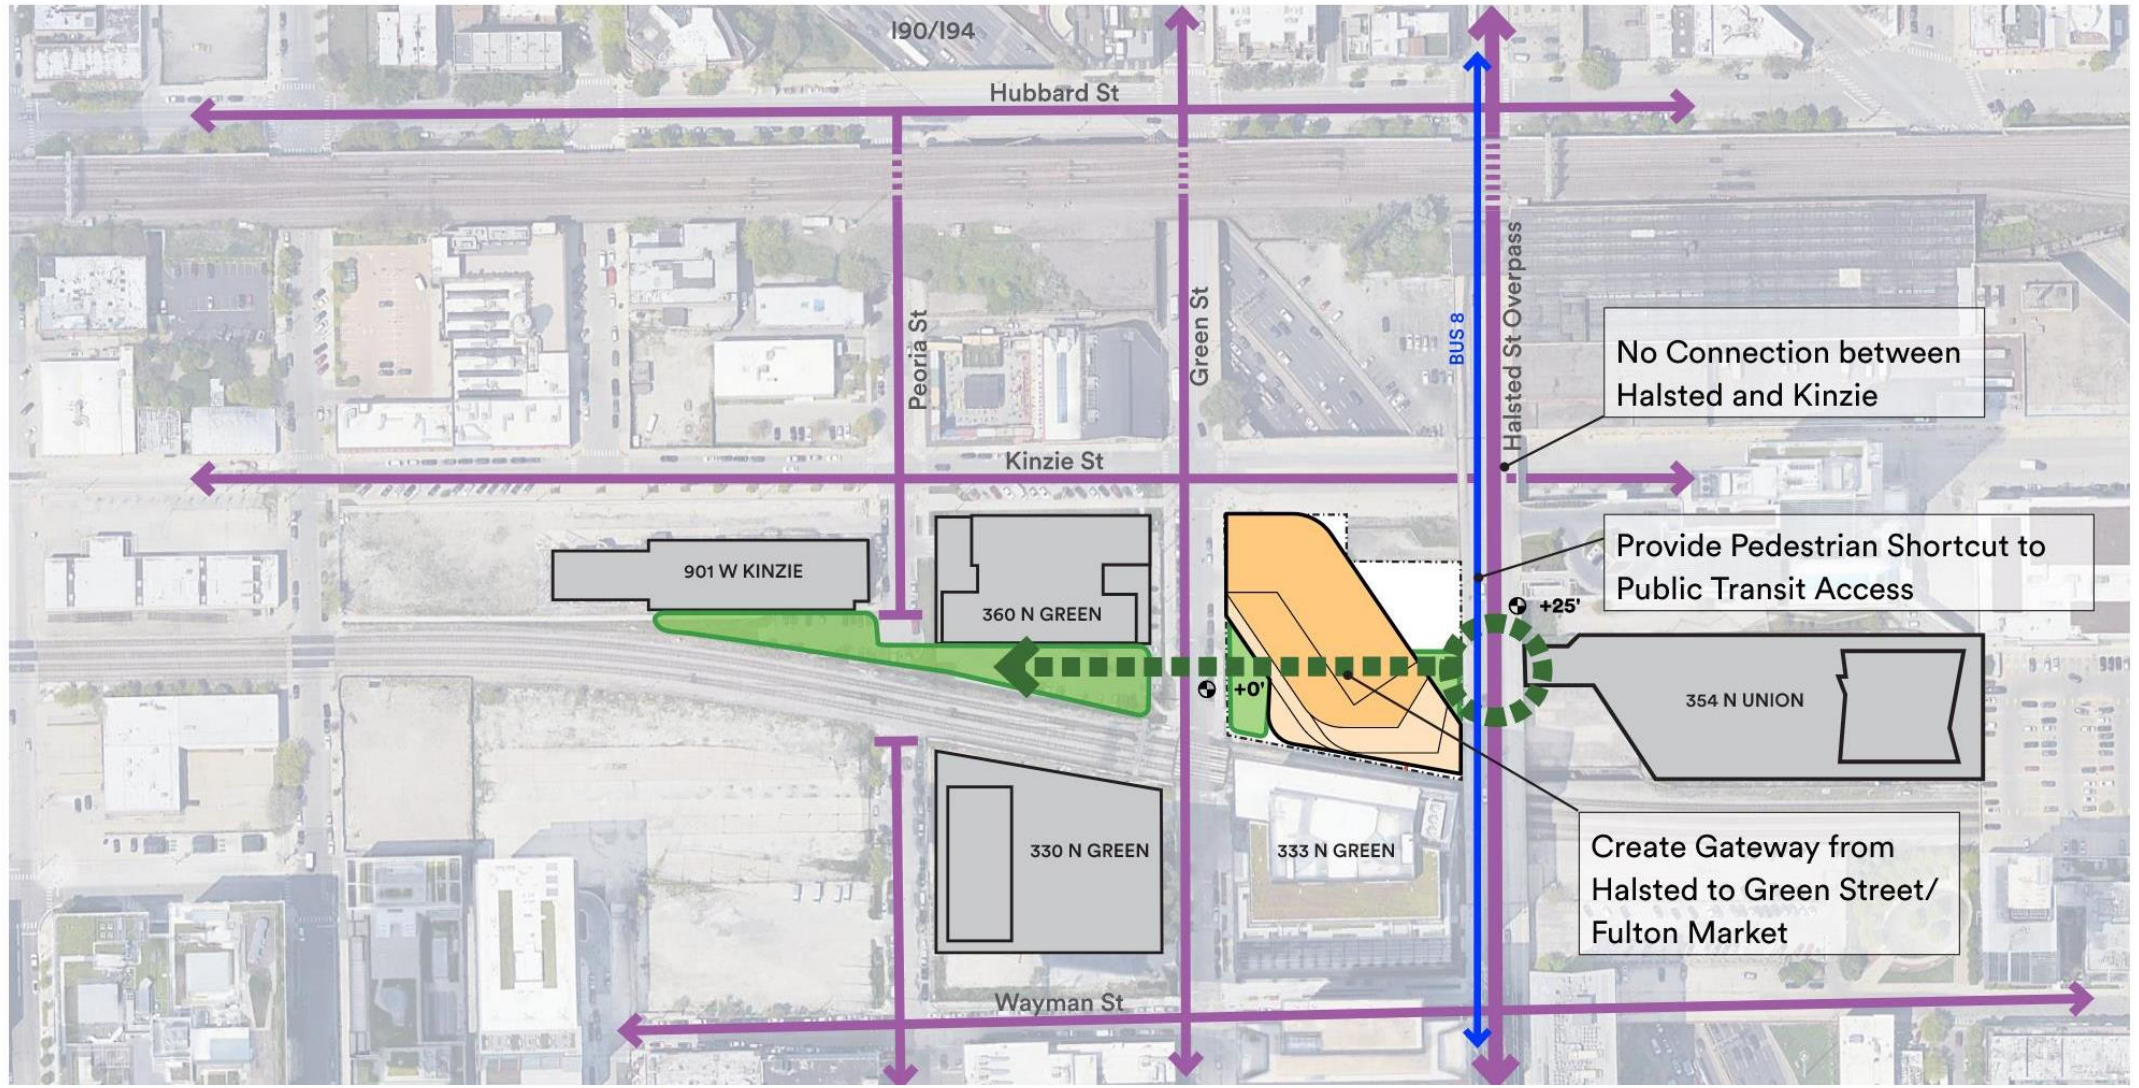 I90/I94
Hubbard St
Peoria St
Green St
BUS 8
Halsted St Overpass
No Connection between
Halsted and Kinzie
Kinzie St
Provide Pedestrian Shortcut to
Public Transit Access
901 W KINZIE
360 N GREEN
+25'
+0'
354 N UNION
330 N GREEN
333 N GREEN
Create Gateway from
Halsted to Green Street/
Fulton Market
Wayman St